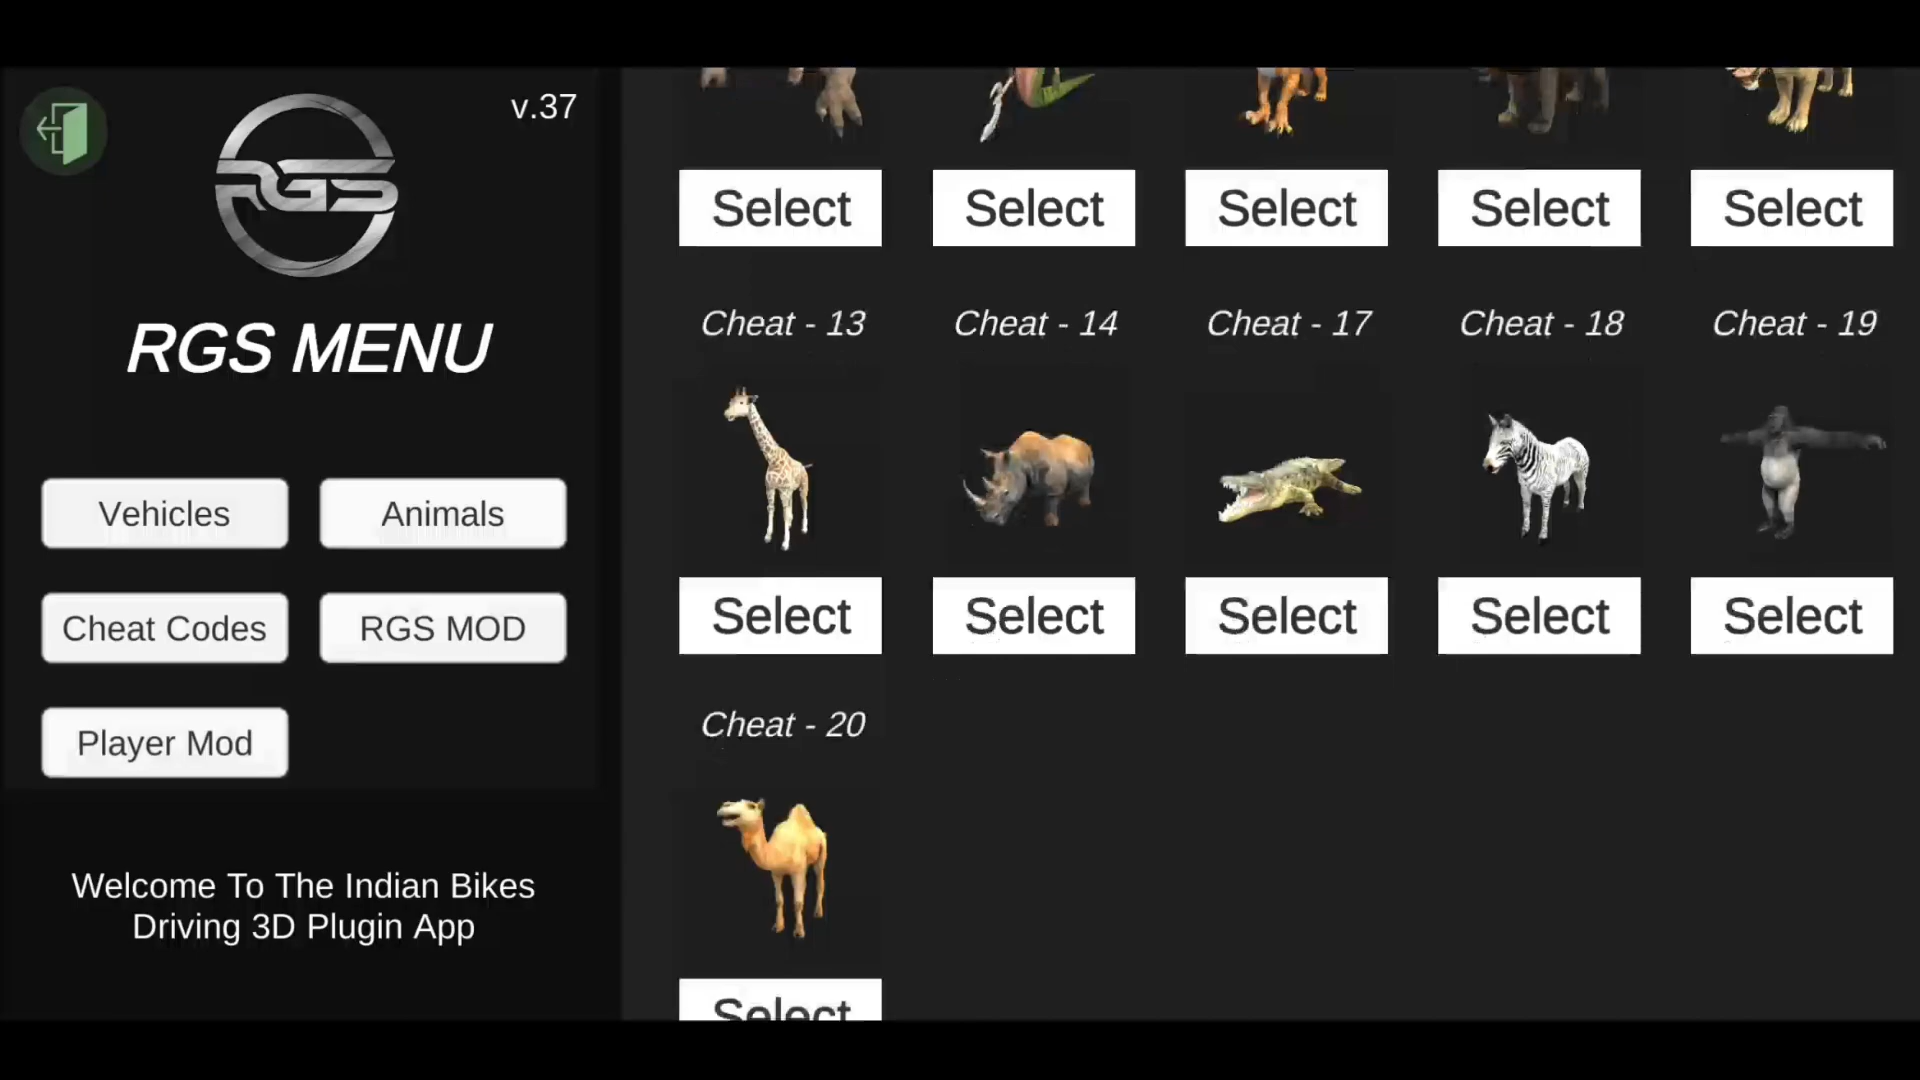 v.37
RGS
RGS MENU
Vehicles
Animals
Cheat Codes
RGS MOD
Player Mod
Welcome To The Indian Bikes
Driving 3D Plugin App
Select Select Select Select Select
Cheat - 13 Cheat - 14 Cheat - 17 Cheat - 18 Cheat - 19
Select Select Select Select Select
Cheat - 20
Select